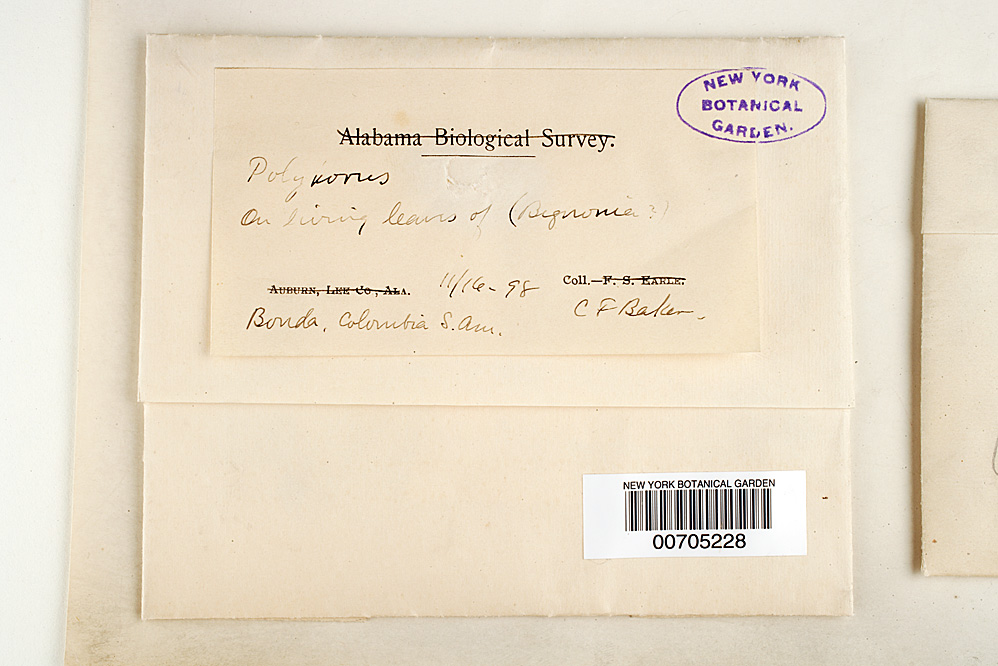 NEW YORK
BOTANICAL
GARDEN.
Alabama Biological Survey.
Polyporus
On living leaves of (Bignonia?)
AUBURN, LEE CO., ALA. 11/16-98 Coll.—F. S. EARLE.
Bonda, Colombia S. Am. C F Baker.
NEW YORK BOTANICAL GARDEN
00705228